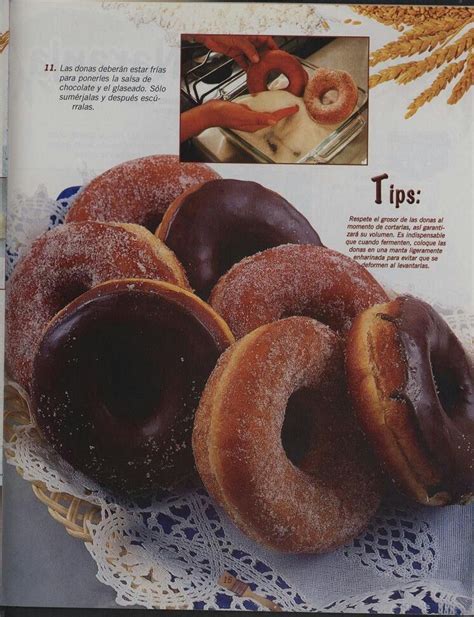 11. Las donas deberán estar frías
para ponerles la salsa de
chocolate y el glaseado. Sólo
sumérjalas y después escú-
rralas.
Tips:
Respete el grosor de las donas al
momento de cortarlas, así garanti-
zará su volumen. Es indispensable
que cuando fermenten, coloque las
donas en una manta ligeramente
enharinada para evitar que se
deformen al levantarlas.
15